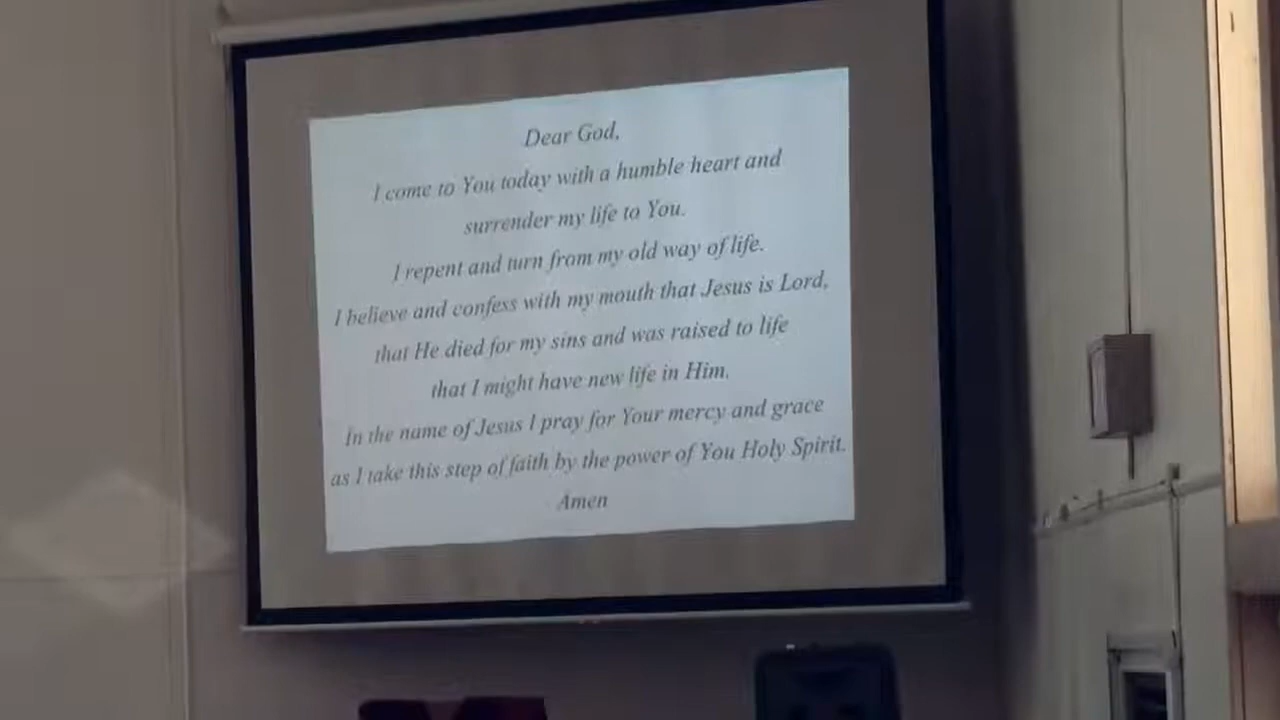 Dear God,
I come to You today with a humble heart and
surrender my life to You.
I repent and turn from my old way of life.
I believe and confess with my mouth that Jesus is Lord,
that He died for my sins and was raised to life
that I might have new life in Him.
In the name of Jesus I pray for Your mercy and grace
as I take this step of faith by the power of You Holy Spirit.
Amen